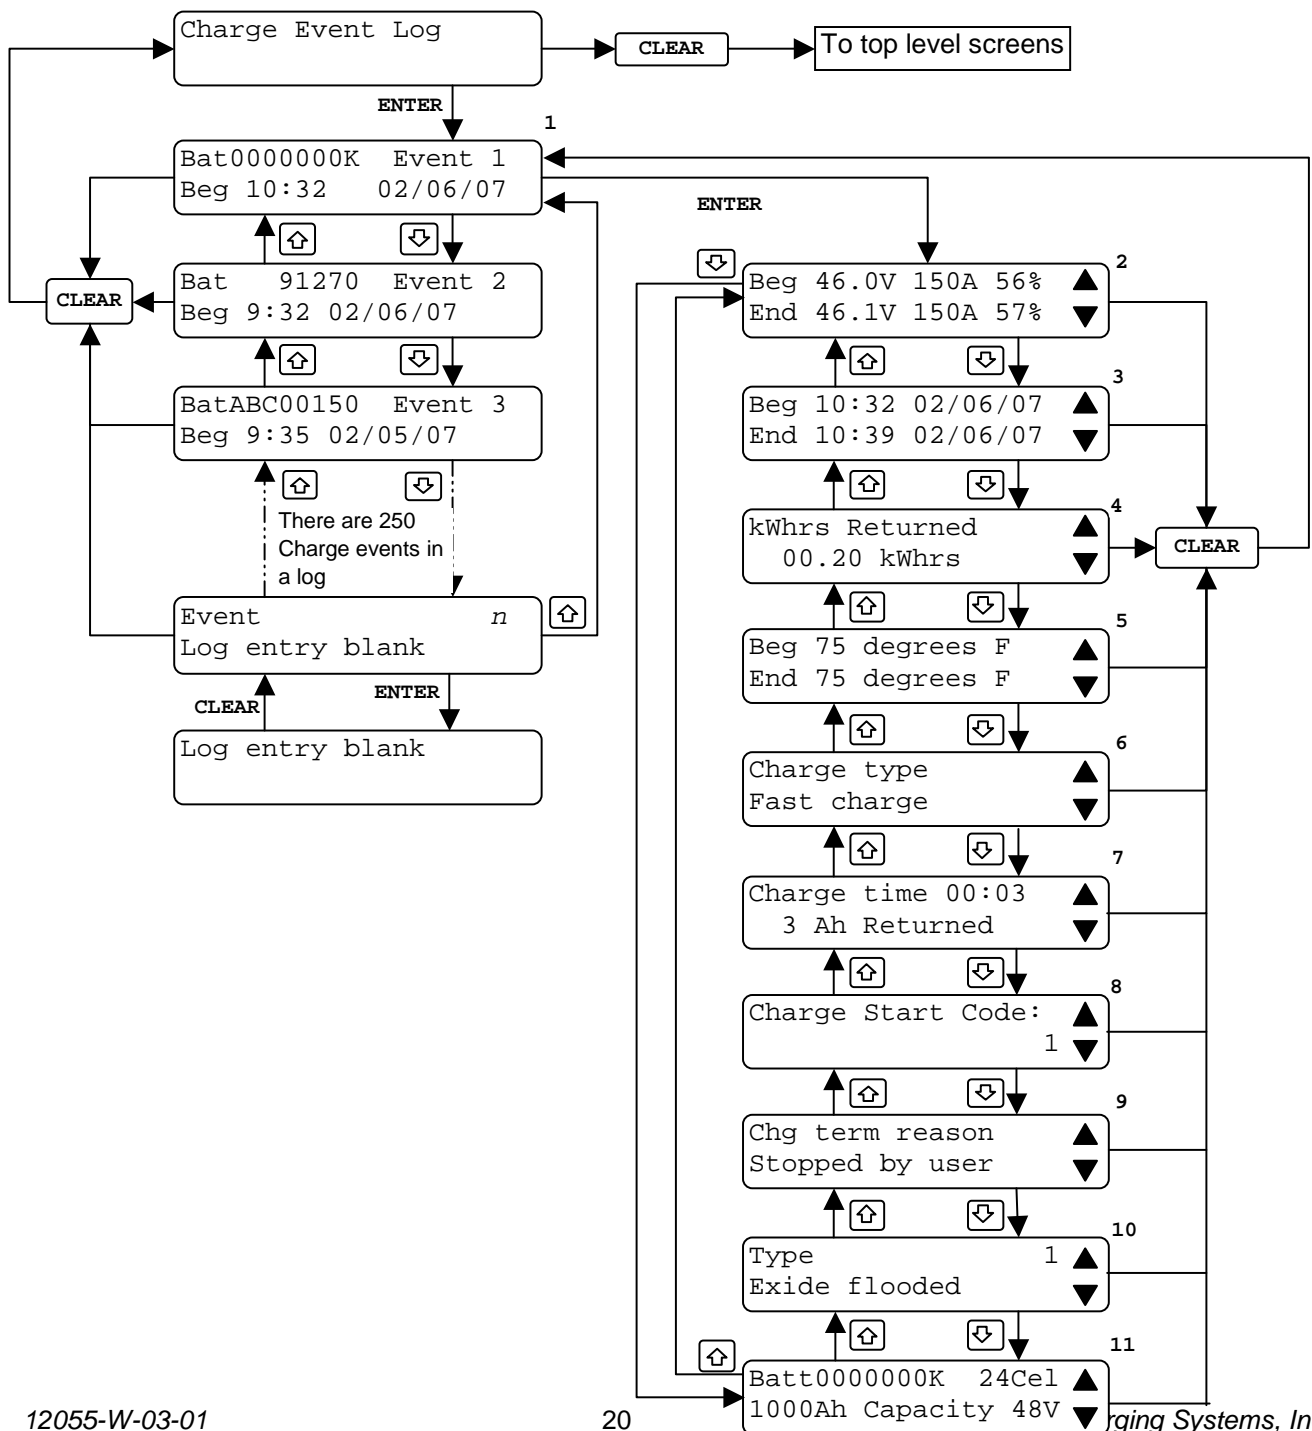 Charge Event Log
CLEAR
To top level screens
ENTER
1
Bat0000000K Event 1
Beg 10:32 02/06/07
ENTER
CLEAR
Bat 91270 Event 2
Beg 9:32 02/06/07
BatABC00150 Event 3
Beg 9:35 02/05/07
There are 250
Charge events in
a log
Event n
Log entry blank
CLEAR
ENTER
Log entry blank
2
Beg 46.0V 150A 56%
End 46.1V 150A 57%
3
Beg 10:32 02/06/07
End 10:39 02/06/07
4
kWhrs Returned
00.20 kWhrs
CLEAR
5
Beg 75 degrees F
End 75 degrees F
6
Charge type
Fast charge
7
Charge time 00:03
3 Ah Returned
8
Charge Start Code:
1
9
Chg term reason
Stopped by user
10
Type 1
Exide flooded
11
Batt0000000K 24Cel
1000Ah Capacity 48V
12055-W-03-01
20
rging Systems, In